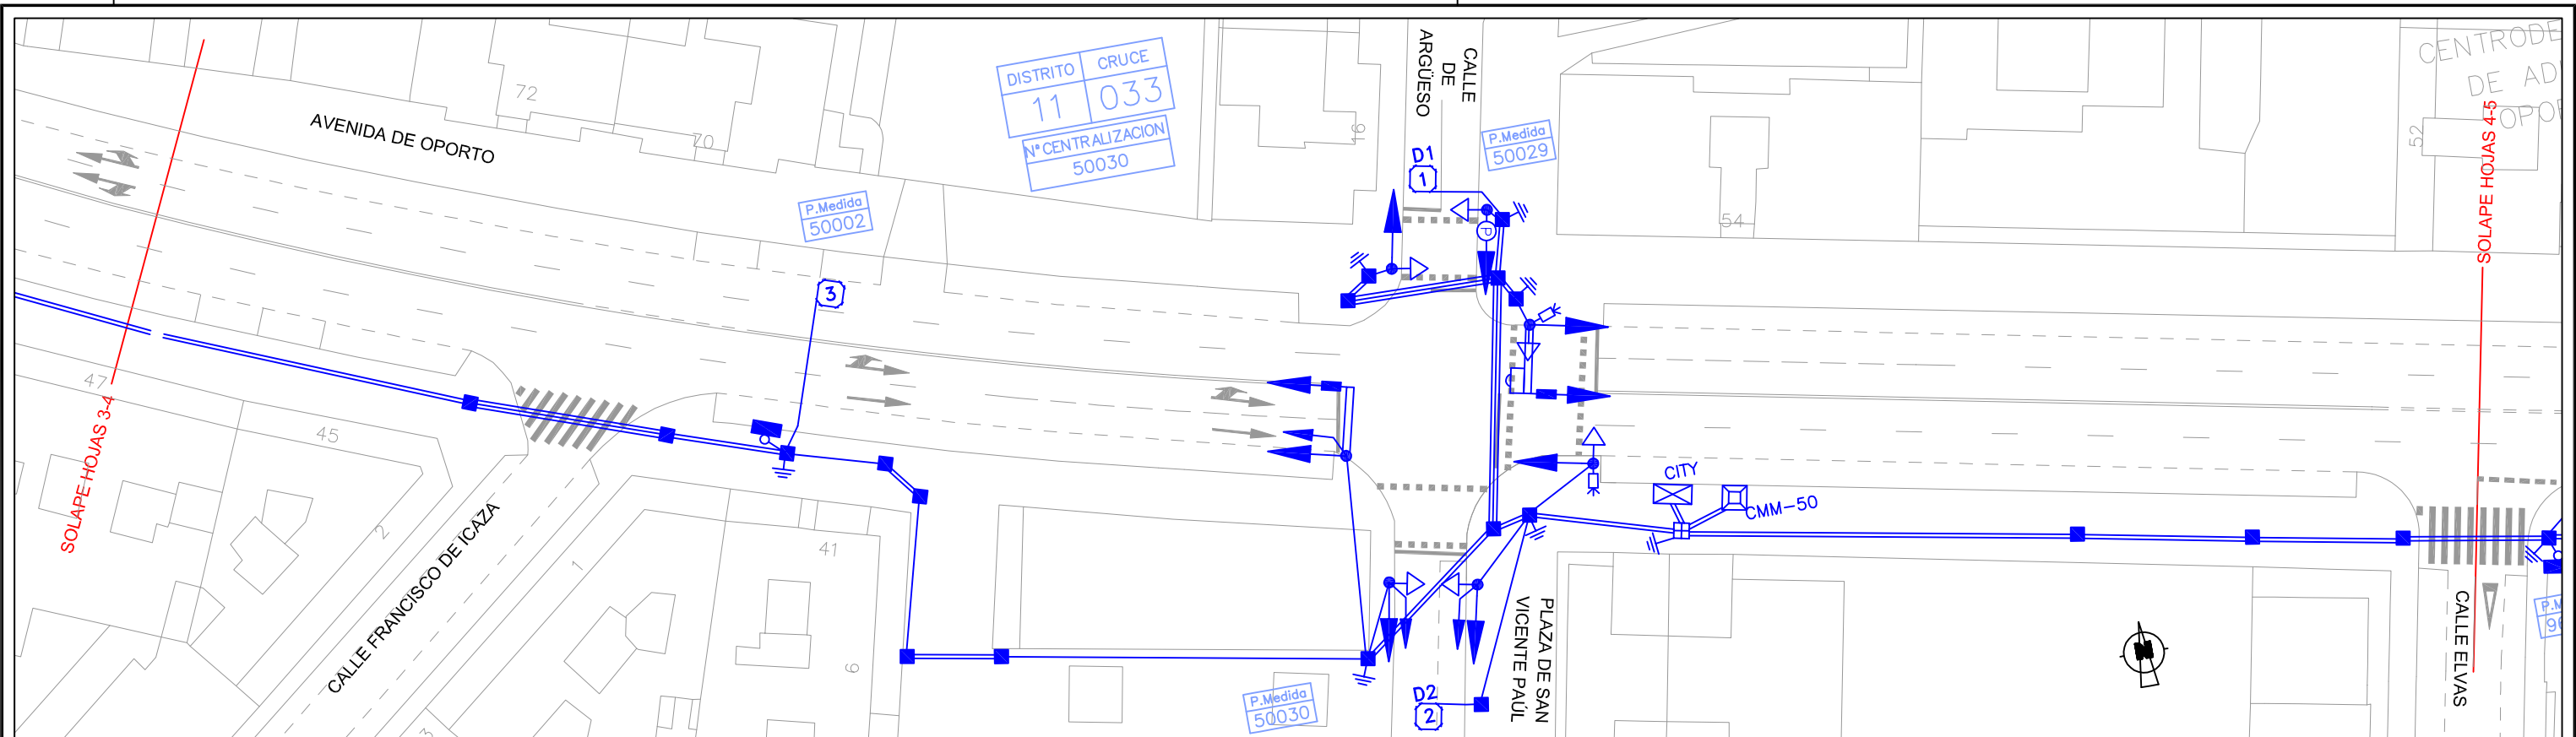 AVENIDA DE OPORTO
72
70
DISTRITO
CRUCE
11
033
Nº CENTRALIZACION
50030
P.Medida
50002
CALLE
DE
ARGÜESO
16
D1
1
P.Medida
50029
P
54
52
CENTRO DE
DE AD
OPO
SOLAPE HOJAS 4-5
3
47
SOLAPE HOJAS 3-4
45
2
CALLE FRANCISCO DE ICAZA
1
3
41
6
CITY
CMM-50
PLAZA DE SAN
VICENTE PAÚL
D2
2
P.Medida
50030
N
CALLE ELVAS
P.M